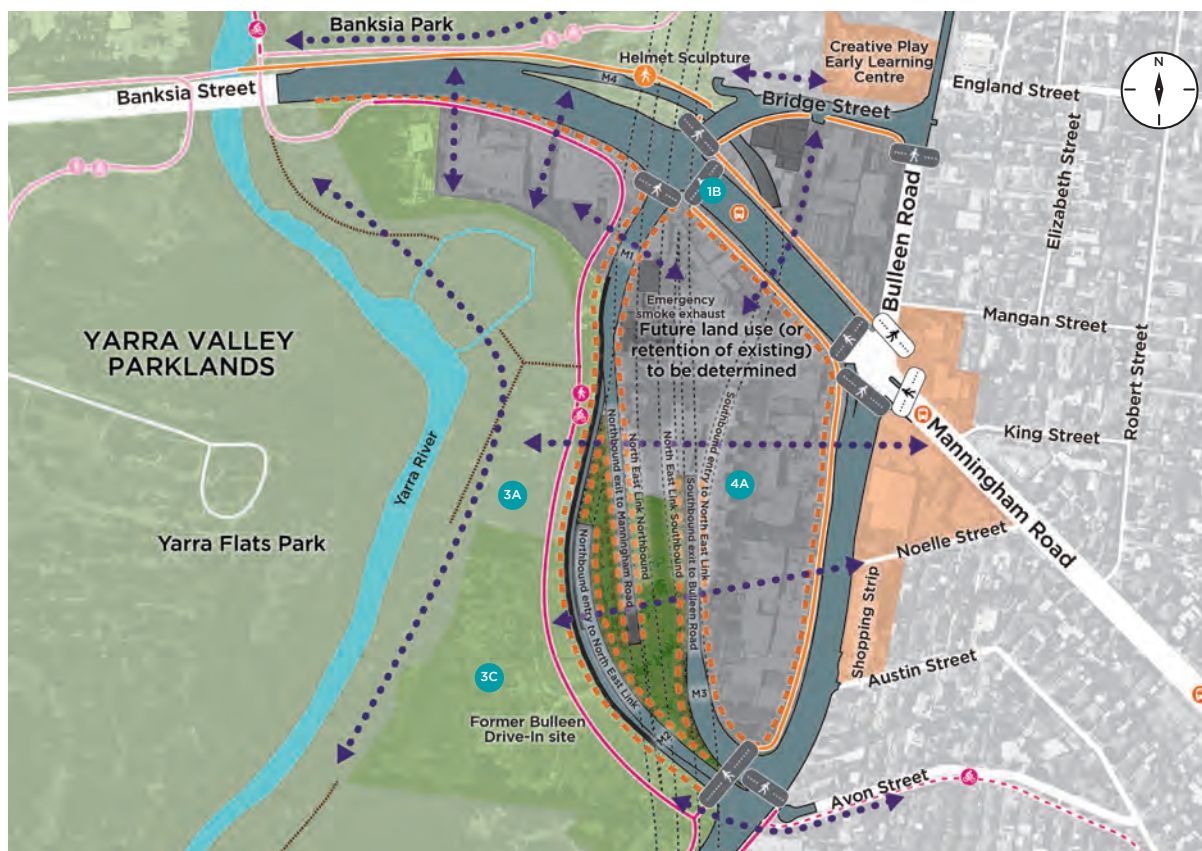 Banksia Park
Creative Play
Early Learning
Centre
Helmet Sculpture
N
M4
Banksia Street
Bridge Street
England Street
Elizabeth Street
1B
Bulleen Road
M1
Emergency
smoke exhaust
Future land use (or
retention of existing)
to be determined
Mangan Street
Robert Street
YARRA VALLEY
PARKLANDS
King Street
Manningham Road
Yarra River
3A
4A
Northbound exit to Manningham Road
North East Link Northbound
North East Link Southbound
Southbound exit to Bulleen Road
Southbound entry to North East Link
Northbound entry to North East Link
Yarra Flats Park
Noelle Street
Shopping Strip
Austin Street
3C
M3
Former Bulleen
Drive-In site
M2
Avon Street